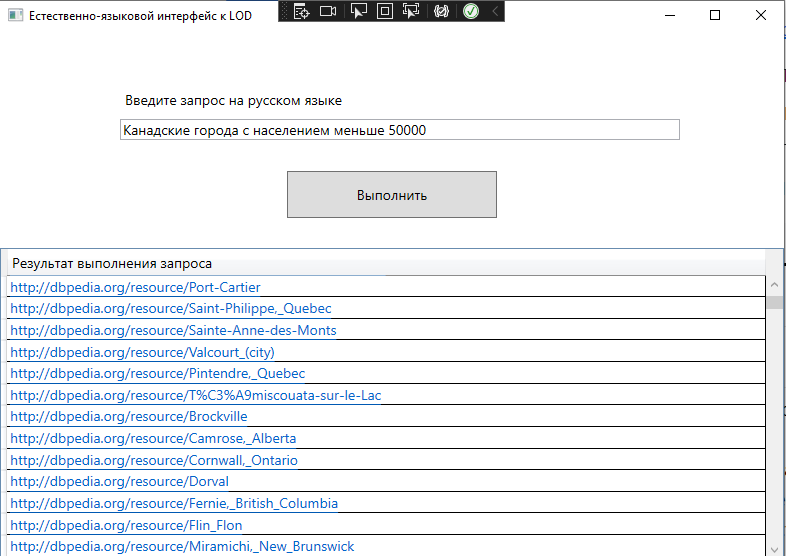 Естественно-языковой интерфейс к LOD
Введите запрос на русском языке
Канадские города с населением меньше 50000
Выполнить
Результат выполнения запроса
http://dbpedia.org/resource/Port-Cartier
http://dbpedia.org/resource/Saint-Philippe,_Quebec
http://dbpedia.org/resource/Sainte-Anne-des-Monts
http://dbpedia.org/resource/Valcourt_(city)
http://dbpedia.org/resource/Pintendre,_Quebec
http://dbpedia.org/resource/T%C3%A9miscouata-sur-le-Lac
http://dbpedia.org/resource/Brockville
http://dbpedia.org/resource/Camrose,_Alberta
http://dbpedia.org/resource/Cornwall,_Ontario
http://dbpedia.org/resource/Dorval
http://dbpedia.org/resource/Fernie,_British_Columbia
http://dbpedia.org/resource/Flin_Flon
http://dbpedia.org/resource/Miramichi,_New_Brunswick